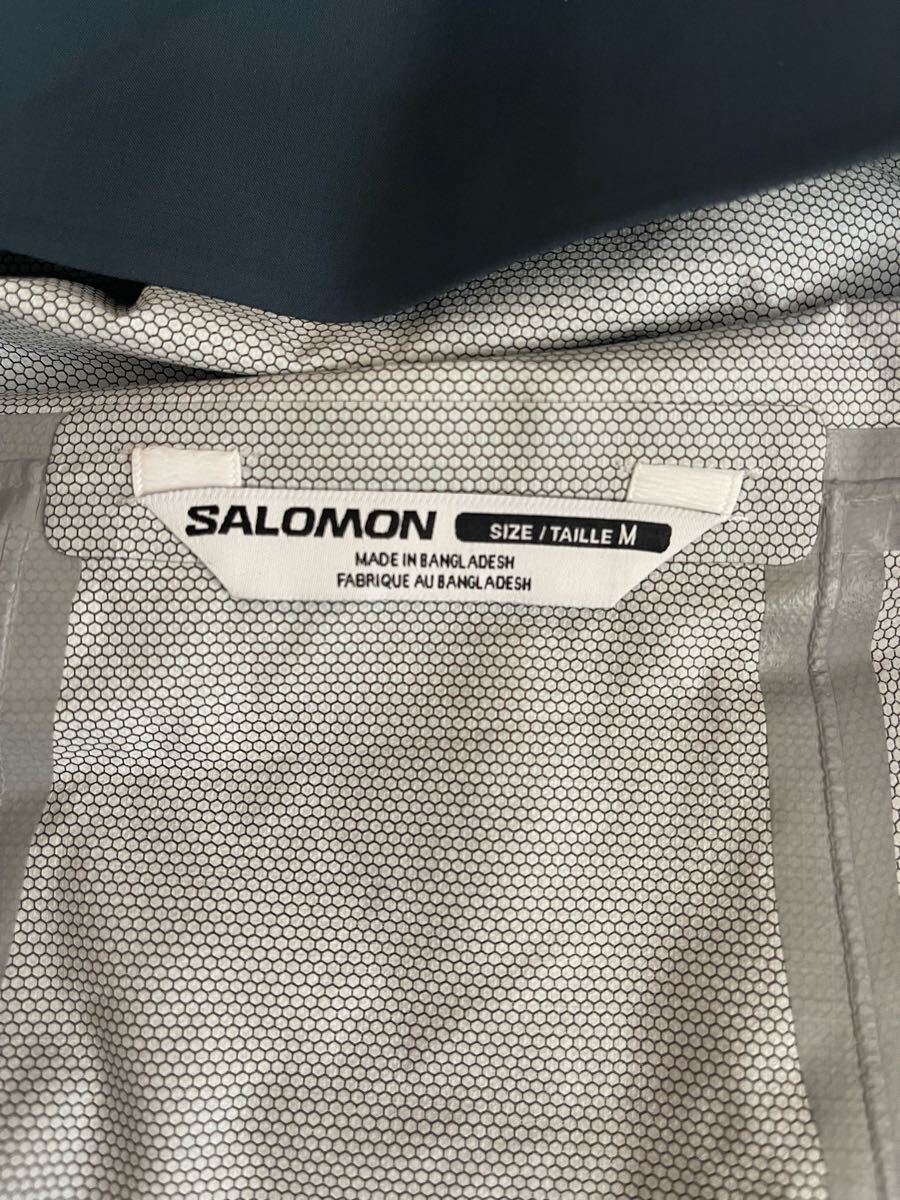 SALOMON SIZE / TAILLE M
MADE IN BANGLADESH
FABRIQUE AU BANGLADESH